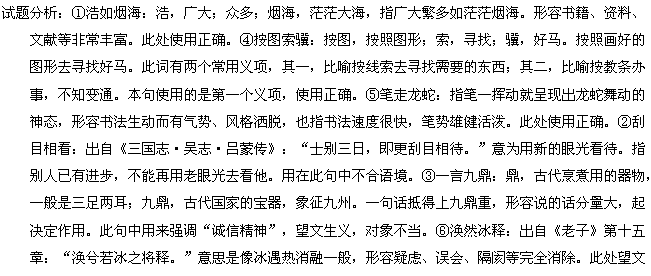 试题分析：①浩如烟海：浩，广大；众多；烟海，茫茫大海，指广大繁多如茫茫烟海。形容书籍、资料、
文献等非常丰富。此处使用正确。④按图索骥：按图，按照图形；索，寻找；骥，好马。按照画好的
图形去寻找好马。此词有两个常用义项，其一，比喻按线索去寻找需要的东西；其二，比喻按教条办
事，不知变通。本句使用的是第一个义项，使用正确。⑤笔走龙蛇：指笔一挥动就呈现出龙蛇舞动的
神态，形容书法生动而有气势、风格洒脱，也指书法速度很快，笔势雄健活泼。此处使用正确。②刮
目相看：出自《三国志·吴志·吕蒙传》：“士别三日，即更刮目相待。”意为用新的眼光看待。指
别人已有进步，不能再用老眼光去看他。用在此句中不合语境。③一言九鼎：鼎，古代烹煮用的器物，
一般是三足两耳；九鼎，古代国家的宝器，象征九州。一句话抵得上九鼎重，形容说的话分量大，起
决定作用。此句中用来强调“诚信精神”，望文生义，对象不当。⑥涣然冰释：出自《老子》第十五
章：“涣兮若冰之将释。”意思是像冰遇热消融一般，形容疑虑、误会、隔阂等完全消除。此处望文